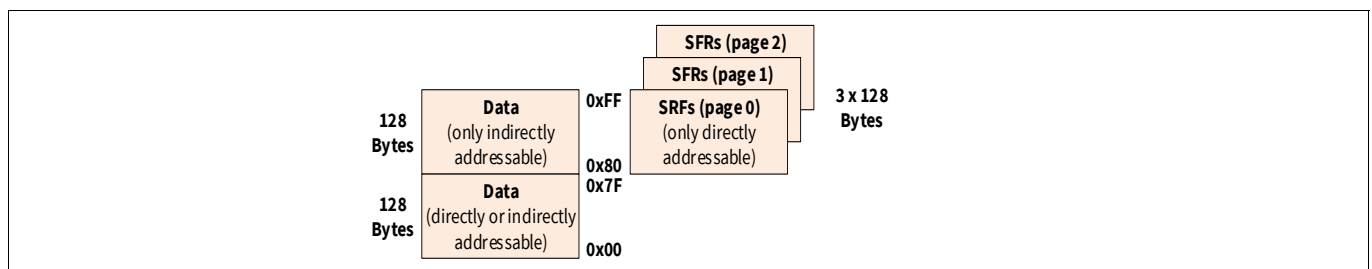 SFRs (page 2)
SFRs (page 1)
3 x 128
Bytes
0xFF
SRFs (page 0)
(only directly
addressable)
128
Bytes
Data
(only indirectly
addressable)
0x80
0x7F
128
Bytes
Data
(directly or indirectly
addressable)
0x00